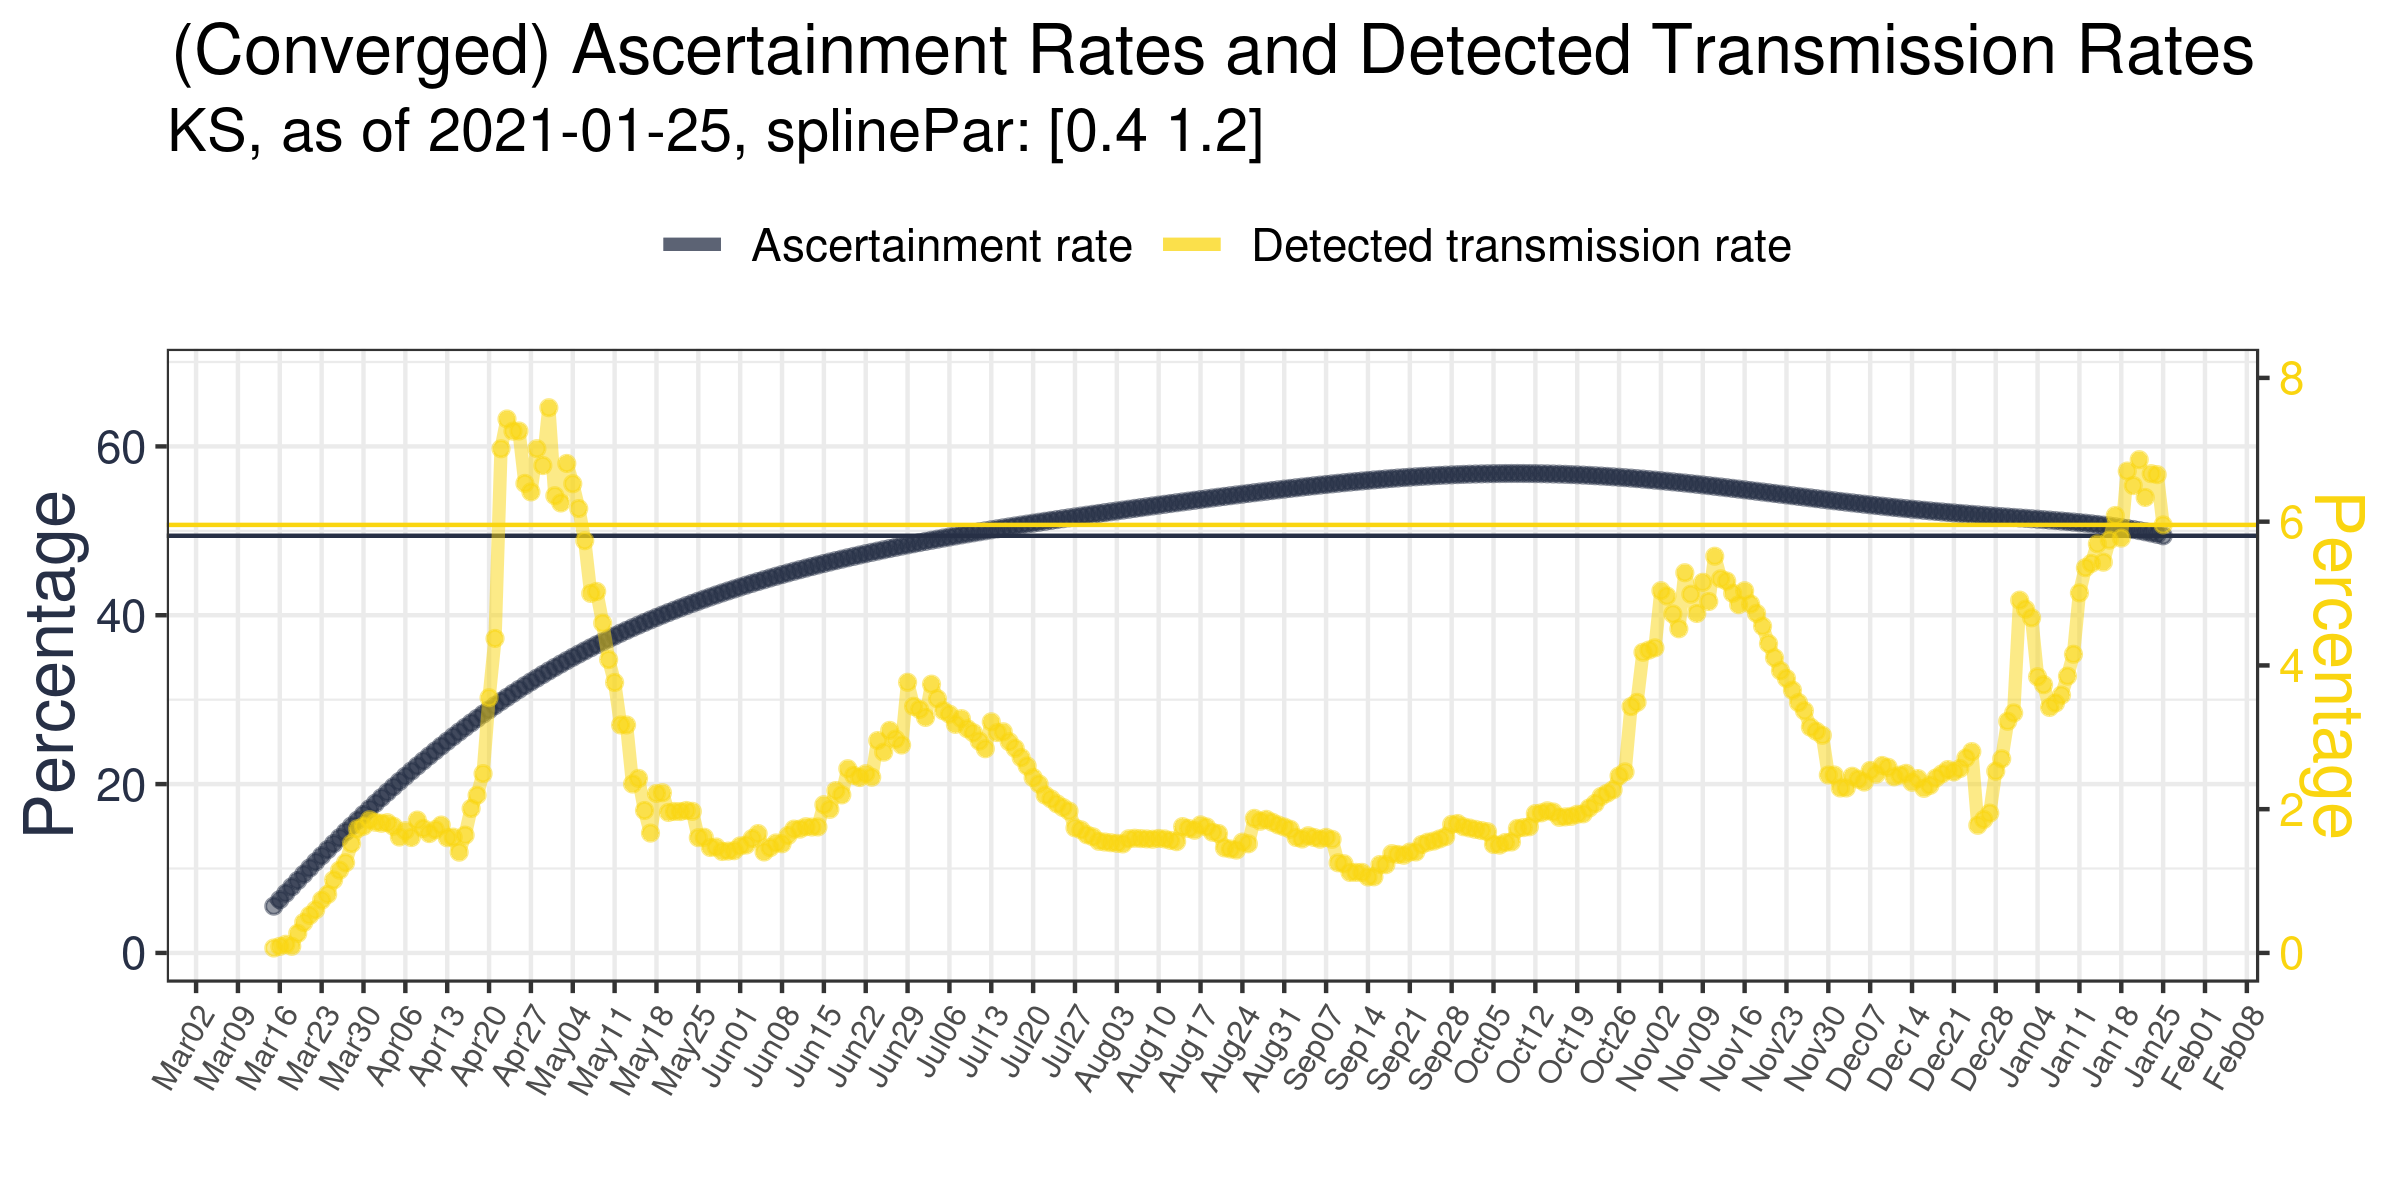 (Converged) Ascertainment Rates and Detected Transmission Rates
KS, as of 2021-01-25, splinePar: [0.4 1.2]
Ascertainment rate Detected transmission rate
Percentage
60
40
20
0
8
6
4
2
0
Percentage
Mar02 Mar09 Mar16 Mar23 Mar30 Apr06 Apr13 Apr20 Apr27 May04 May11 May18 May25 Jun01 Jun08 Jun15 Jun22 Jun29 Jul06 Jul13 Jul20 Jul27 Aug03 Aug10 Aug17 Aug24 Aug31 Sep07 Sep14 Sep21 Sep28 Oct05 Oct12 Oct19 Oct26 Nov02 Nov09 Nov16 Nov23 Nov30 Dec07 Dec14 Dec21 Dec28 Jan04 Jan11 Jan18 Jan25 Feb01 Feb08